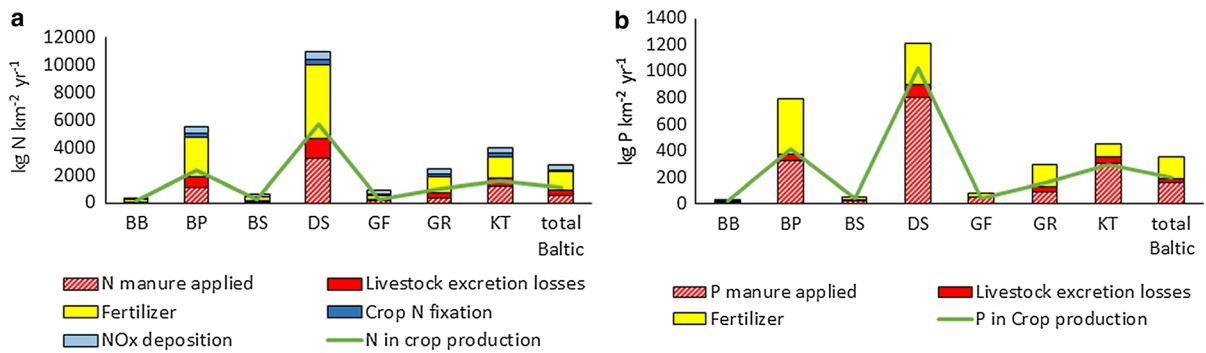 a
12000
10000
8000
6000
4000
2000
0
kg N km-2 yr-1
BB BP BS DS GF GR KT total
Baltic
N manure applied Livestock excretion losses
Fertilizer Crop N fixation
NOx deposition N in crop production
b
1400
1200
1000
800
600
400
200
0
kg P km-2 yr-1
BB BP BS DS GF GR KT total
Baltic
P manure applied Livestock excretion losses
Fertilizer P in Crop production